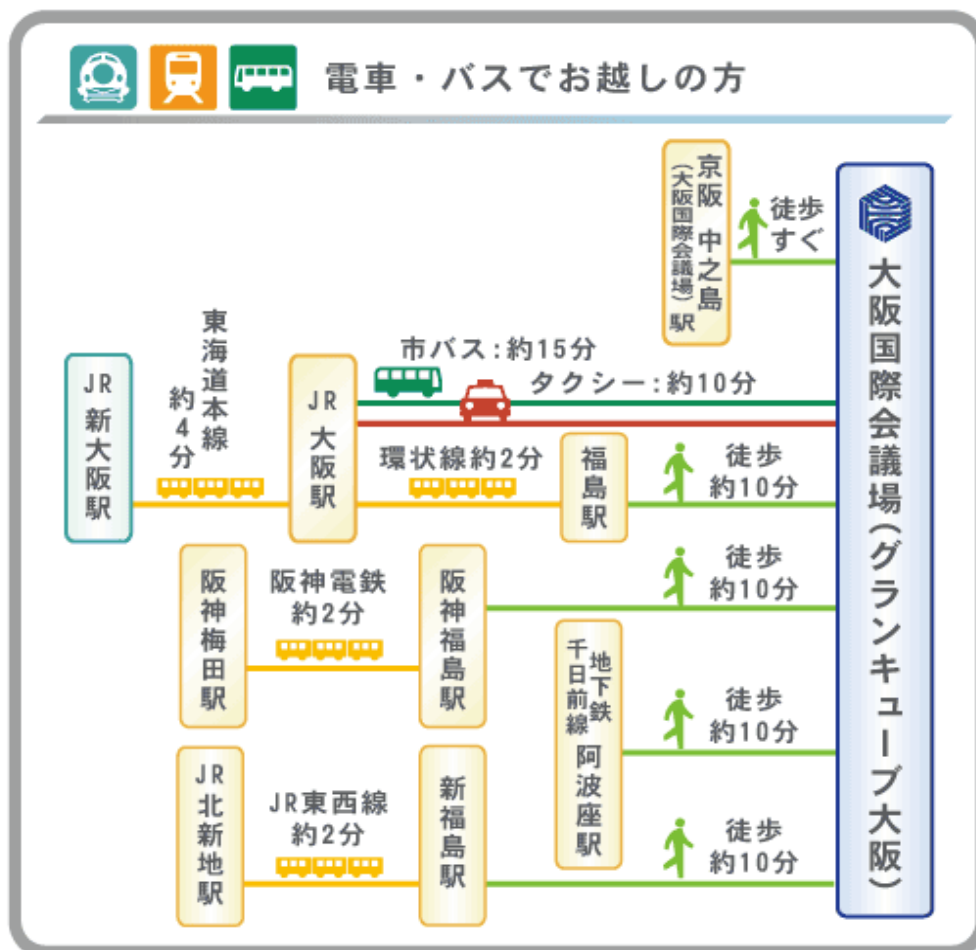 電車・バスでお越しの方
京阪 中之島
(大阪国際会議場)駅
徒歩
すぐ
大阪国際会議場(グランキューブ大阪)
市バス:約15分
タクシー:約10分
JR 新大阪駅
東海道本線
約4分
JR 大阪駅
環状線約2分
福島駅
徒歩
約10分
阪神梅田駅
阪神電鉄
約2分
阪神福島駅
徒歩
約10分
地下鉄
千日前線
阿波座駅
徒歩
約10分
JR 北新地駅
JR東西線
約2分
新福島駅
徒歩
約10分